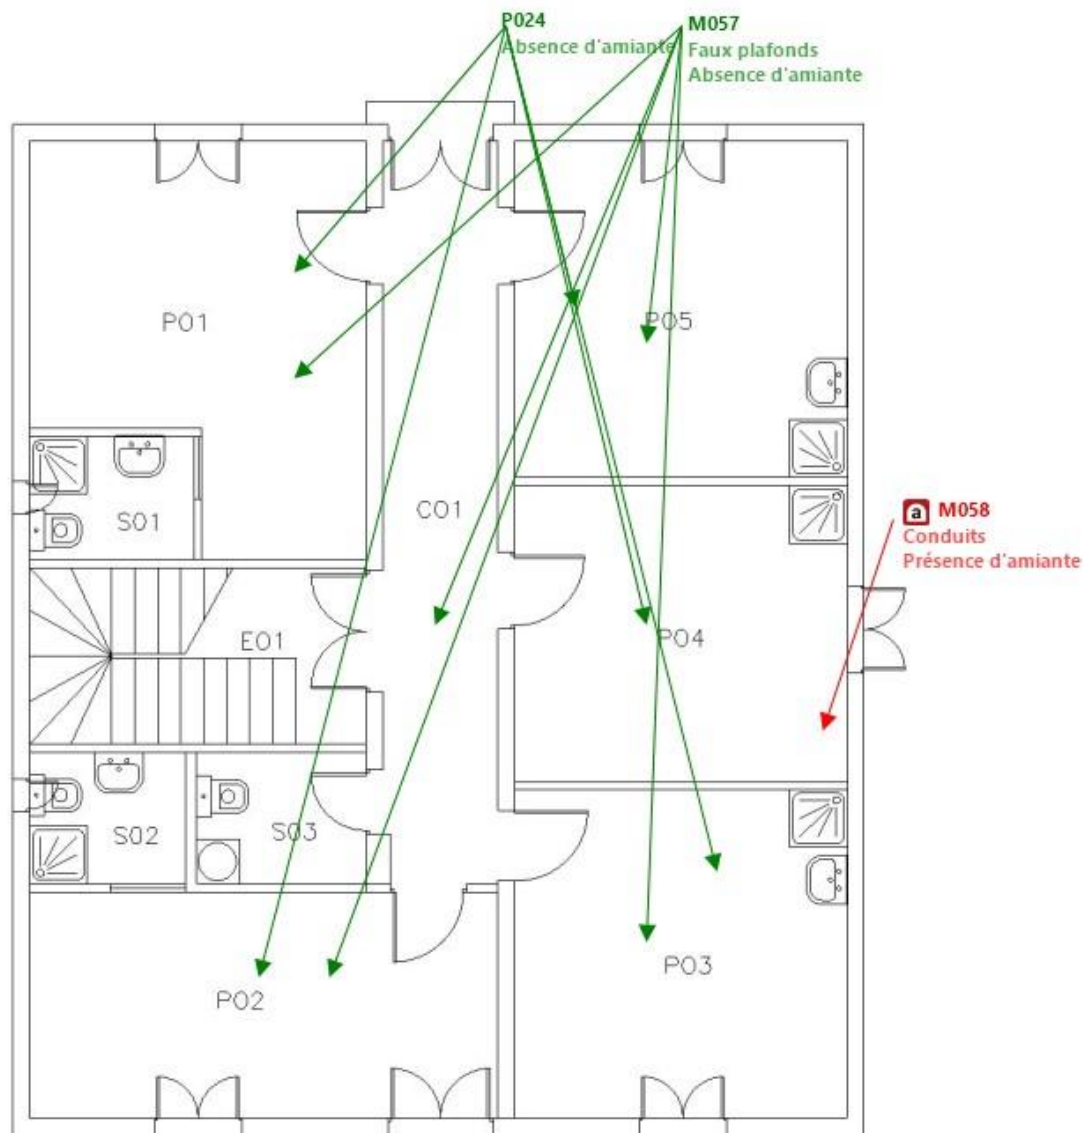 P024
Absence d'amiante
M057
Faux plafonds
Absence d'amiante
P01
P05
S01
C01
a M058
Conduits
Présence d'amiante
E01
P04
S02
S03
P03
P02